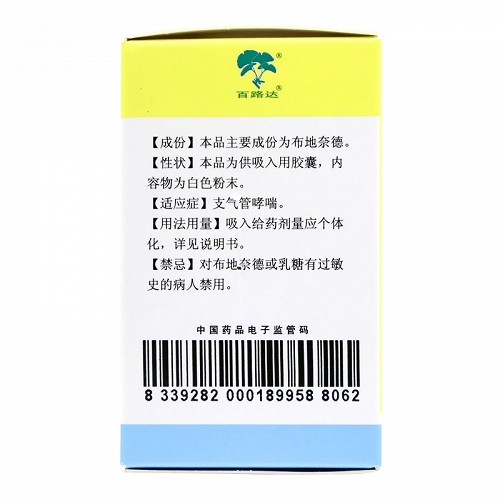 百路达
【成份】本品主要成份为布地奈德。
【性状】本品为供吸入用胶囊，内
容物为白色粉末。
【适应症】支气管哮喘。
【用法用量】吸入给药剂量应个体
化，详见说明书。
【禁忌】对布地奈德或乳糖有过敏
史的病人禁用。
中国药品电子监管码
8 339282 000189958 8062